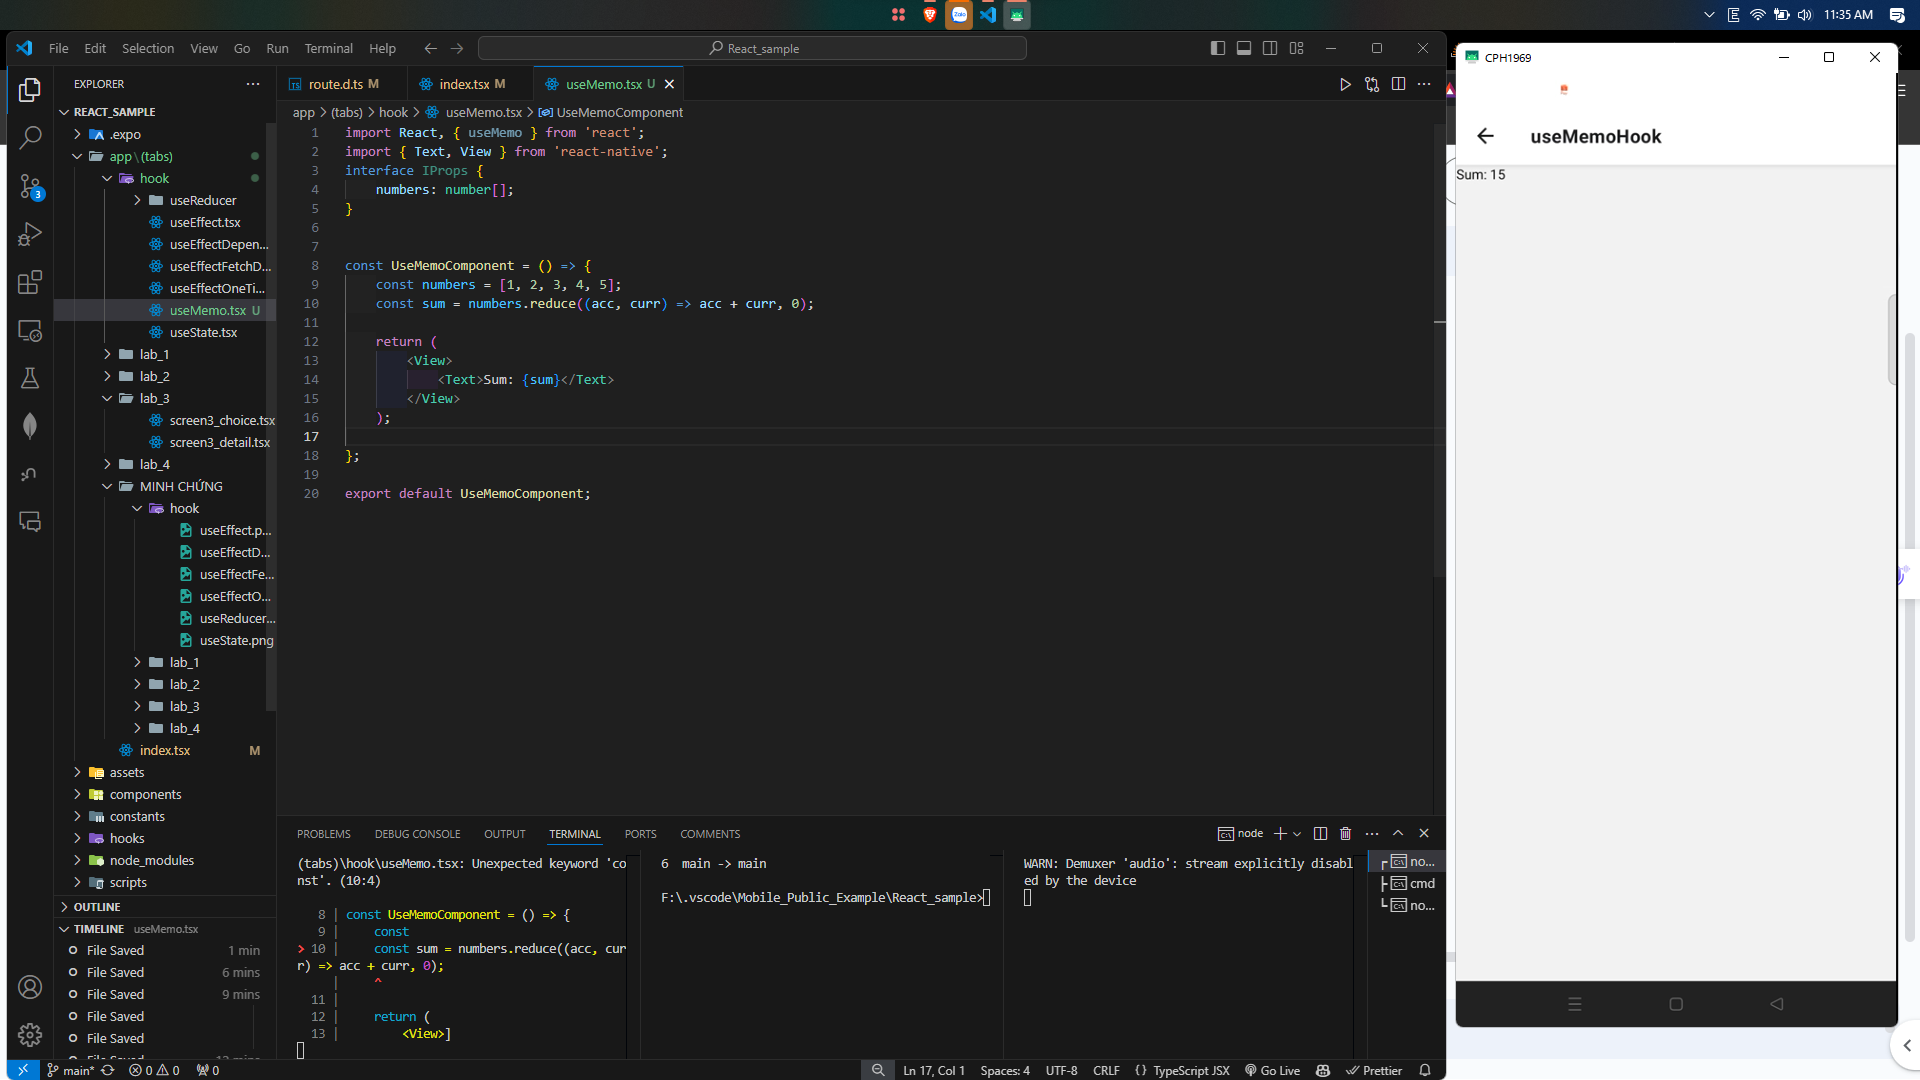 11:35 AM
File Edit Selection View Go Run Terminal Help
React_sample
CPH1969
EXPLORER
REACT_SAMPLE
.expo
app\(tabs)
hook
useReducer
useEffect.tsx
useEffectDepen...
useEffectFetchD...
useEffectOneTi...
useMemo.tsx U
useState.tsx
lab_1
lab_2
lab_3
screen3_choice.tsx
screen3_detail.tsx
lab_4
MINH CHỨNG
hook
useEffect.p...
useEffectD...
useEffectFe...
useEffectO...
useReducer...
useState.png
lab_1
lab_2
lab_3
lab_4
index.tsx M
assets
components
constants
hooks
node_modules
scripts
OUTLINE
TIMELINE useMemo.tsx
File Saved 1 min
File Saved 6 mins
File Saved 9 mins
File Saved
File Saved
3
route.d.ts M
index.tsx M
useMemo.tsx U
app > (tabs) > hook > useMemo.tsx > UseMemoComponent
1 import React, { useMemo } from 'react';
2 import { Text, View } from 'react-native';
3 interface IProps {
4 numbers: number[];
5 }
6
7
8 const UseMemoComponent = () => {
9 const numbers = [1, 2, 3, 4, 5];
10 const sum = numbers.reduce((acc, curr) => acc + curr, 0);
11
12 return (
13 <View>
14 <Text>Sum: {sum}</Text>
15 </View>
16 );
17
18 };
19
20 export default UseMemoComponent;
PROBLEMS DEBUG CONSOLE OUTPUT TERMINAL PORTS COMMENTS
node
(tabs)\hook\useMemo.tsx: Unexpected keyword 'co
nst'. (10:4)
8 | const UseMemoComponent = () => {
9 | const
> 10 | const sum = numbers.reduce((acc, cur
r) => acc + curr, 0);
| ^
11 |
12 | return (
13 | <View>]
6 main -> main
F:\.vscode\Mobile_Public_Example\React_sample>
WARN: Demuxer 'audio': stream explicitly disabl
ed by the device
no...
cmd
no...
main* 0 0 0
Ln 17, Col 1 Spaces: 4 UTF-8 CRLF {} TypeScript JSX Go Live Prettier
useMemoHook
Sum: 15